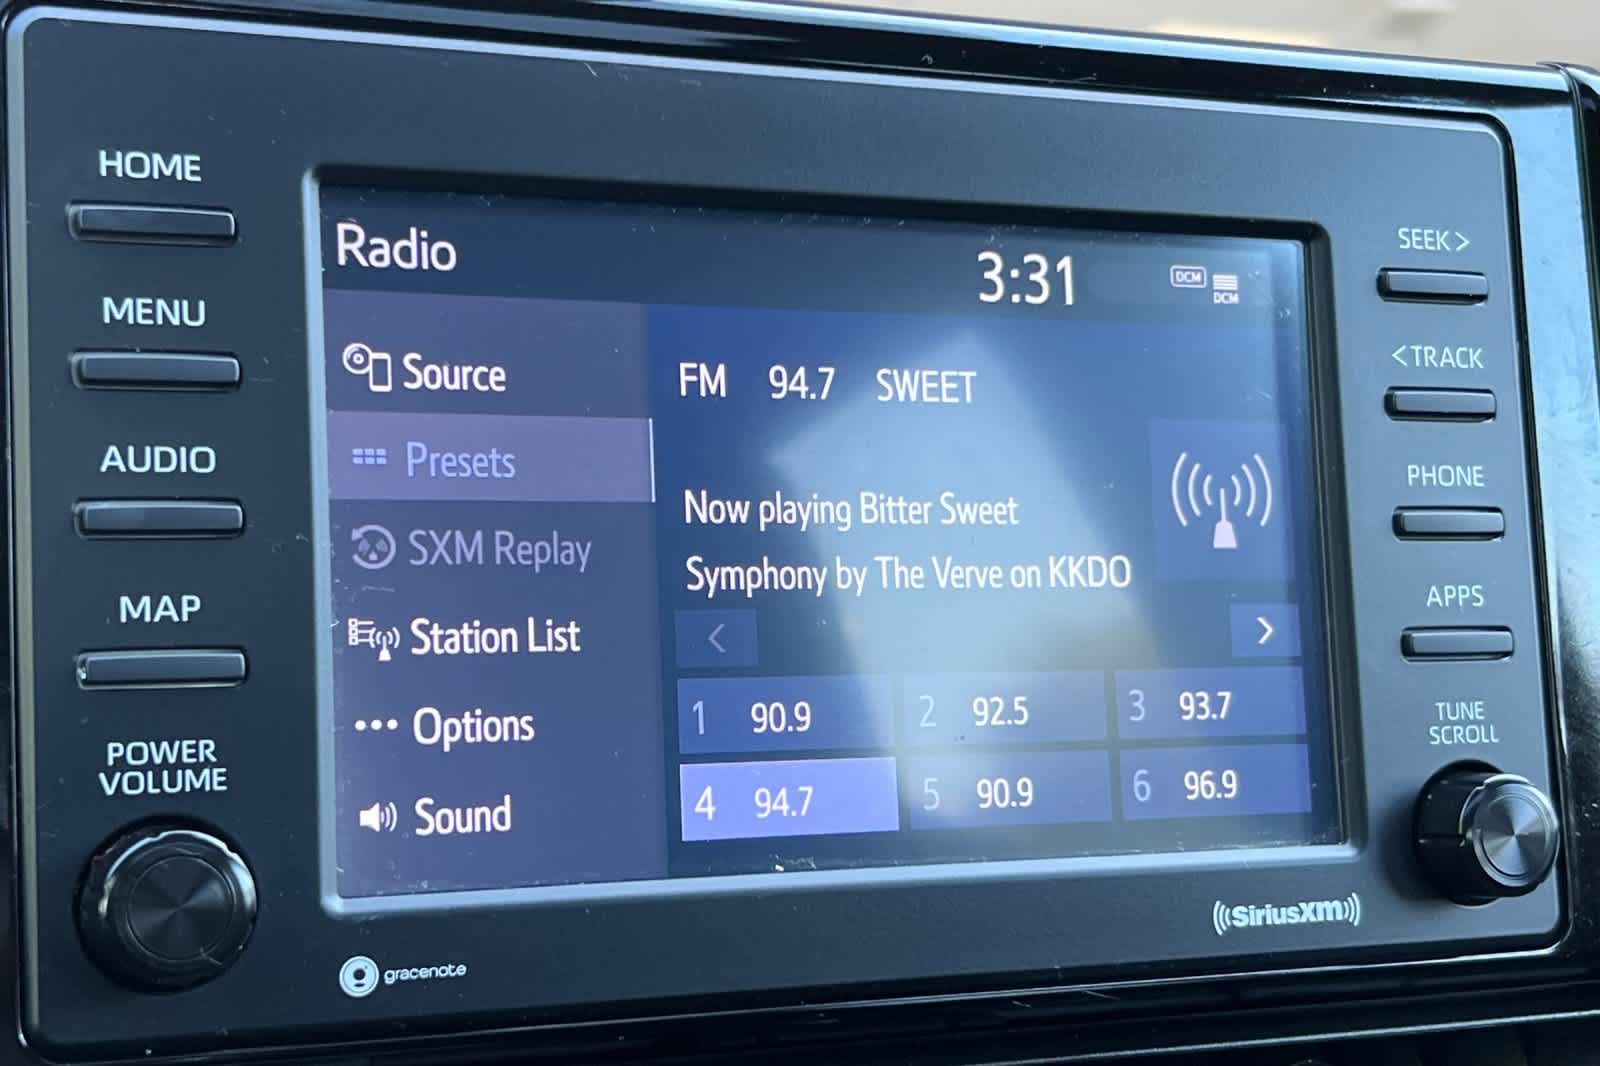 HOME
MENU
AUDIO
MAP
POWER
VOLUME
Radio
3:31
DCM
DCM
Source
Presets
SXM Replay
Station List
Options
Sound
FM 94.7 SWEET
Now playing Bitter Sweet
Symphony by The Verve on KKDO
< >
1 90.9 2 92.5 3 93.7
4 94.7 5 90.9 6 96.9
SEEK >
< TRACK
PHONE
APPS
TUNE
SCROLL
gracenote
((SiriusXM))